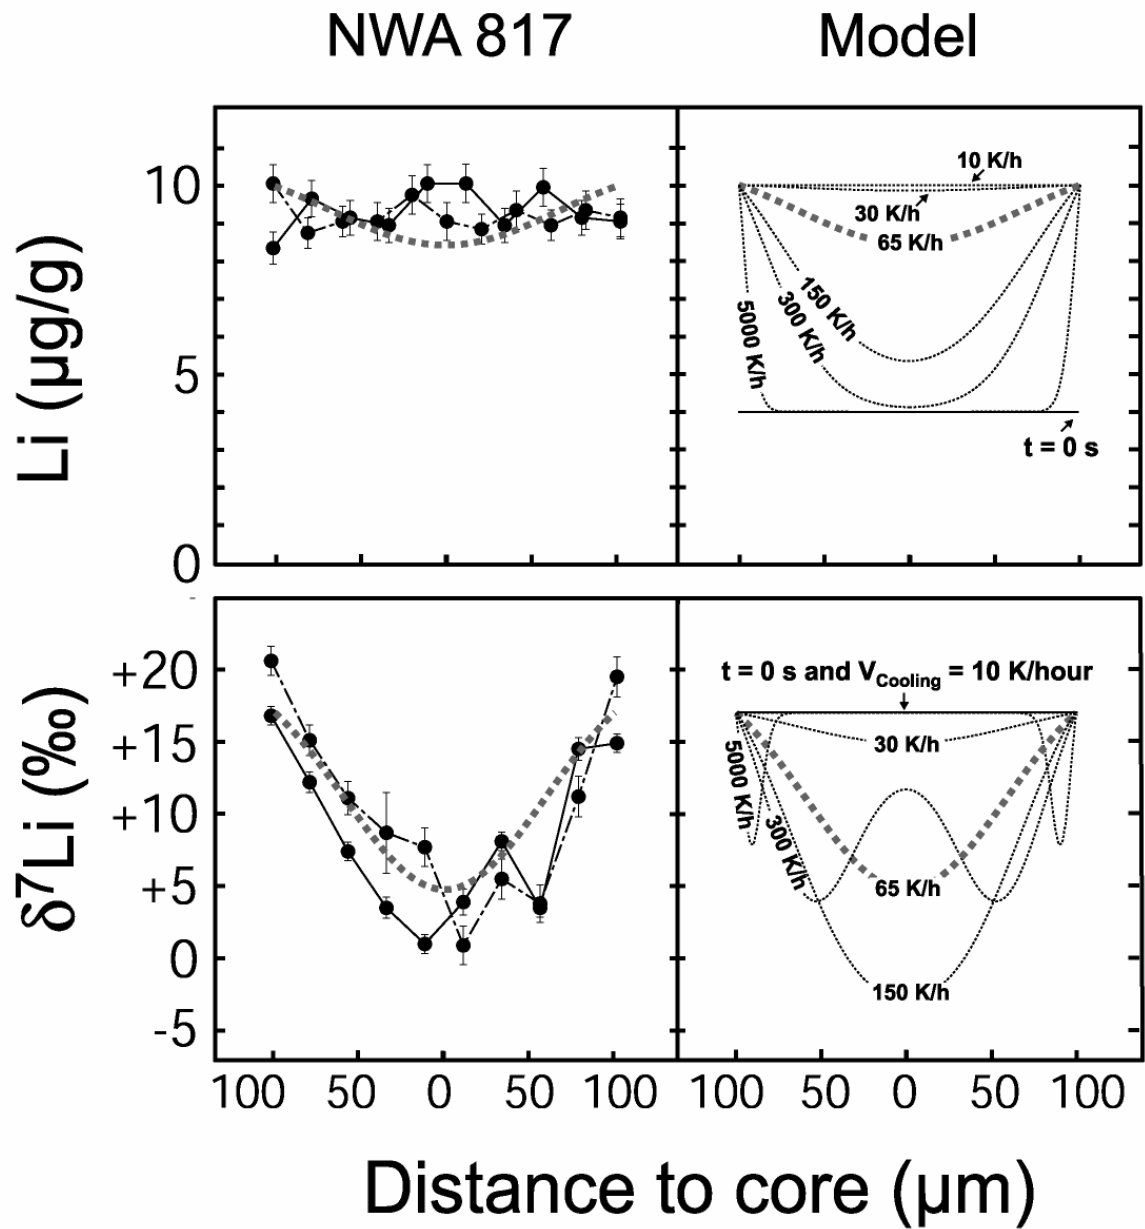 NWA 817
Model
Li (µg/g)
10
5
0
10 K/h
30 K/h
65 K/h
150 K/h
300 K/h
5000 K/h
t = 0 s
δ⁷Li (‰)
+20
+15
+10
+5
0
-5
t = 0 s and VCooling = 10 K/hour
30 K/h
5000 K/h
300 K/h
65 K/h
150 K/h
100 50 0 50 100
100 50 0 50 100
Distance to core (µm)